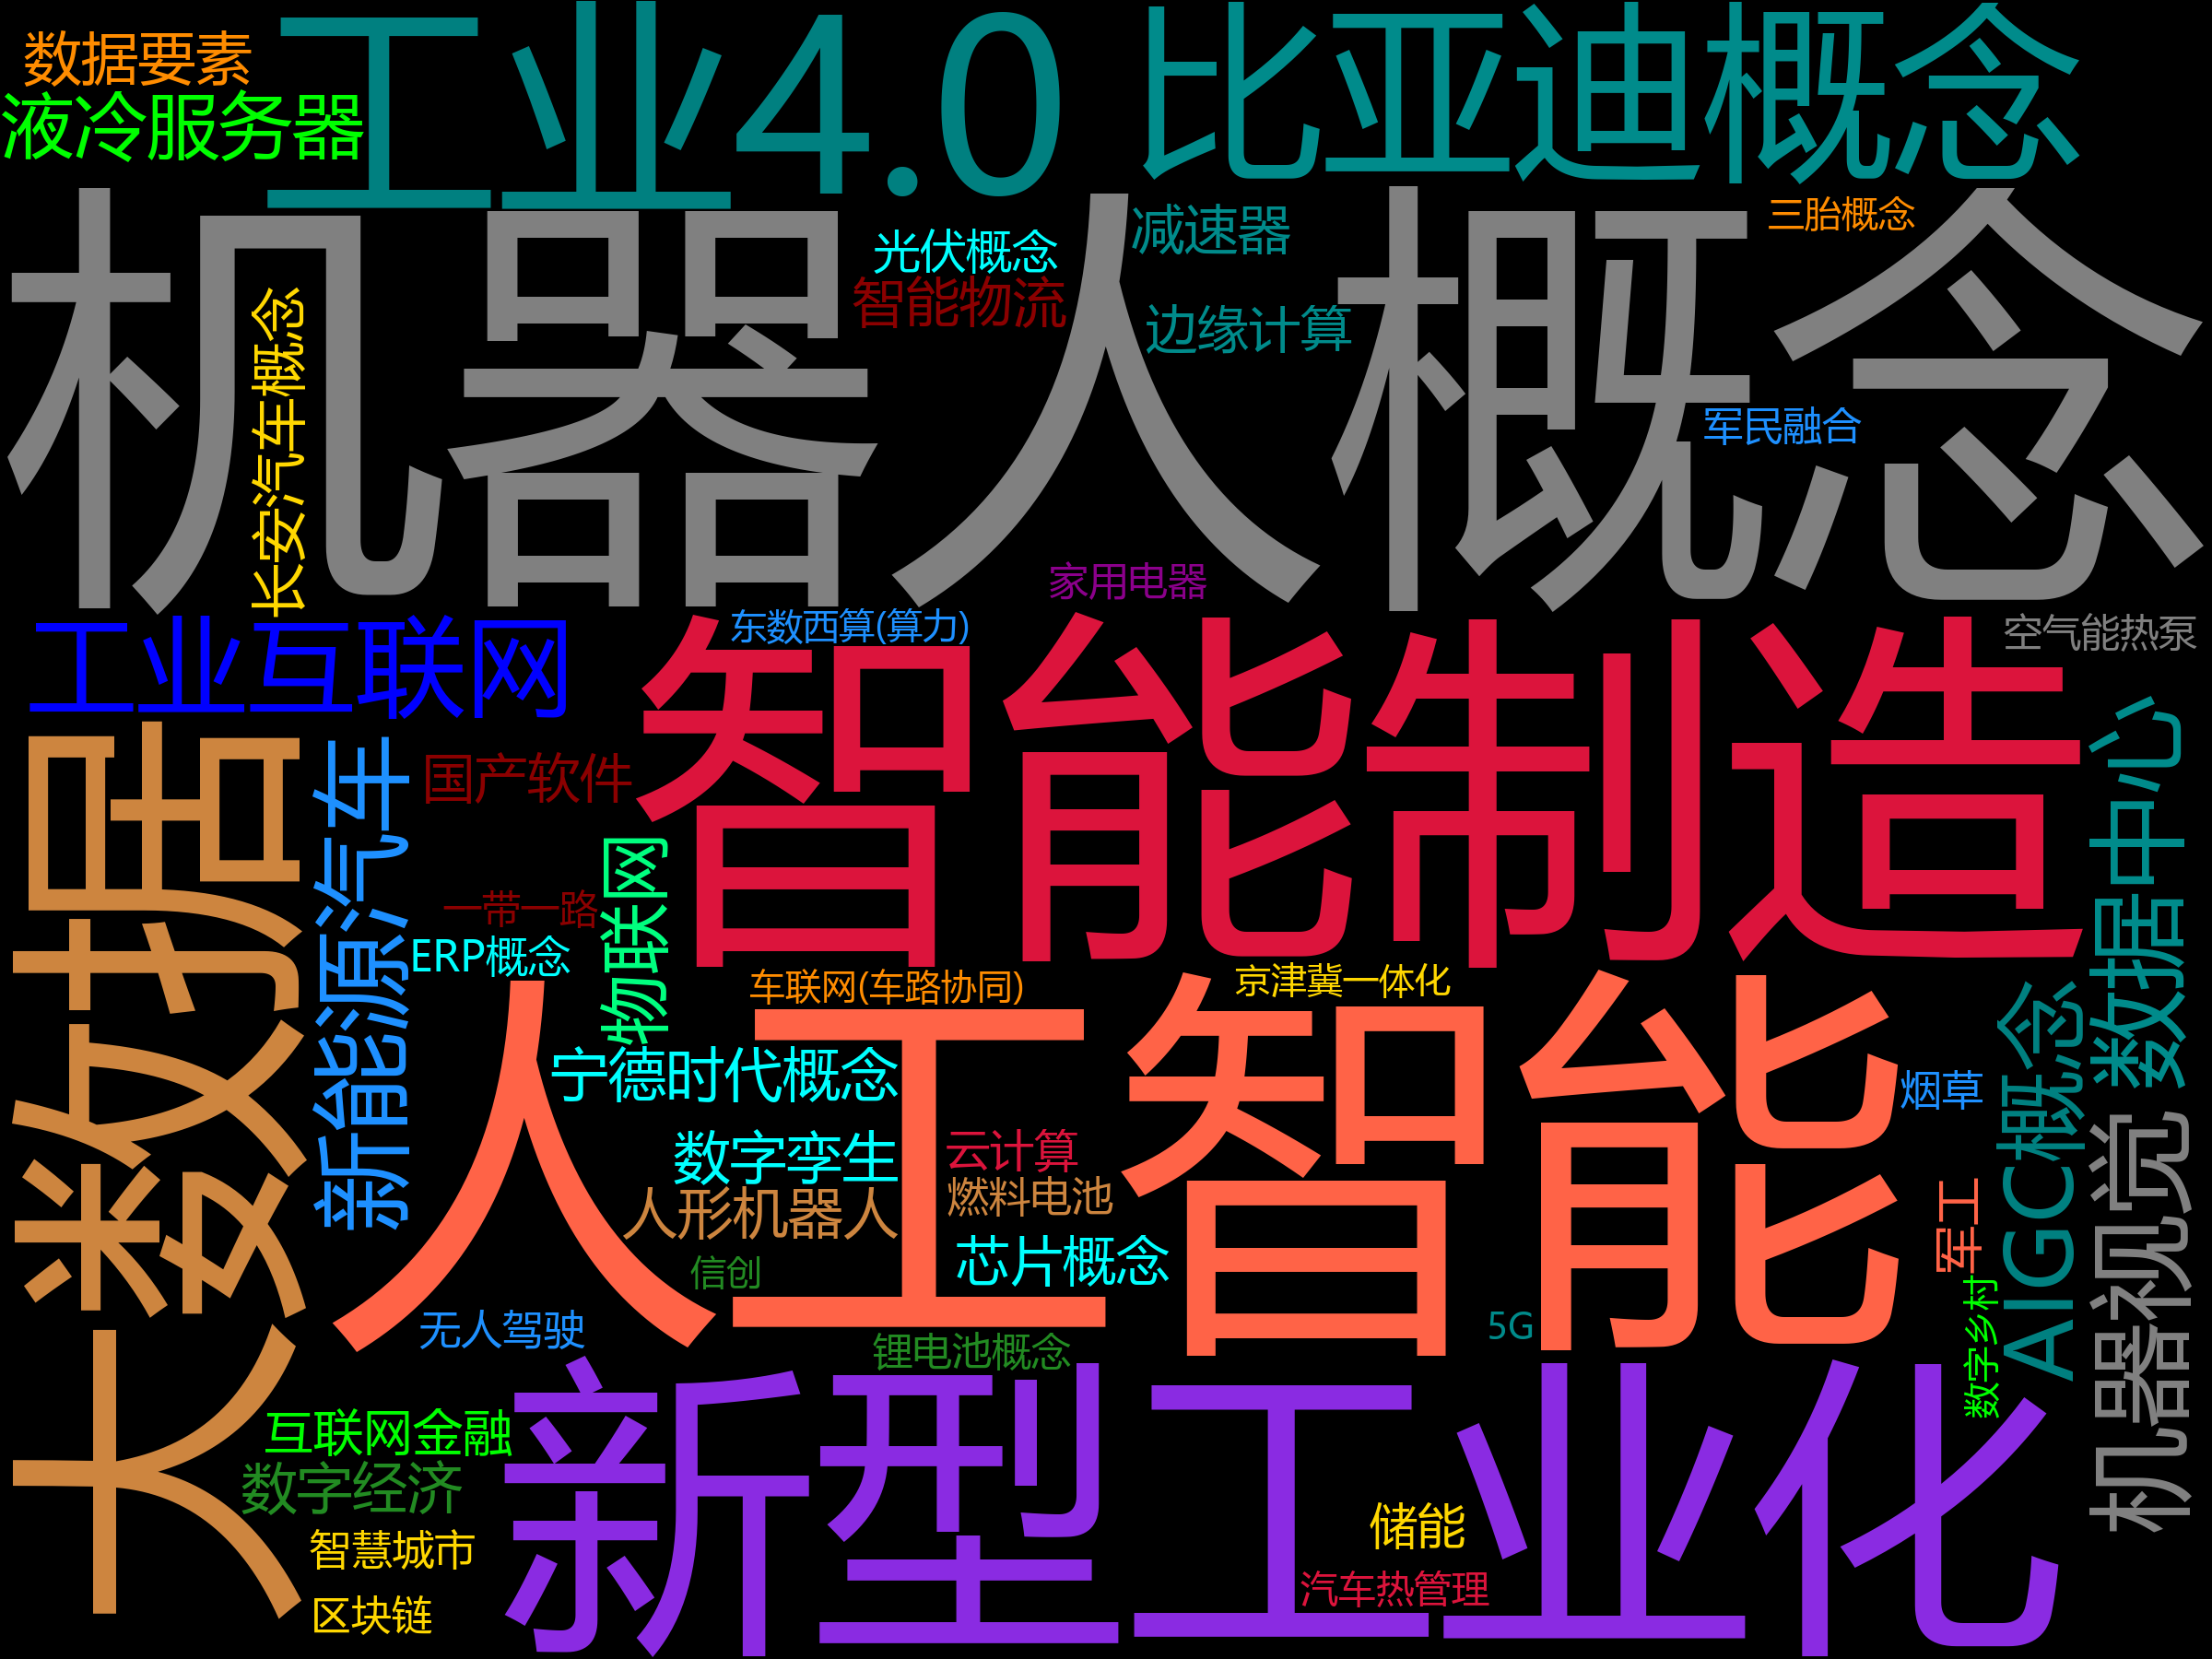 数据要素
工业4.0
比亚迪概念
液冷服务器
机器人概念
减速器
三胎概念
光伏概念
智能物流
边缘计算
长安汽车概念
军民融合
家用电器
东数西算(算力)
空气能热泵
工业互联网
智能制造
大数据
新能源汽车
国产软件
数据中心
物联网
一带一路
ERP概念
车联网(车路协同)
京津冀一体化
人工智能
宁德时代概念
烟草
AIGC概念
数字孪生
云计算
机器视觉
人形机器人
燃料电池
军工
芯片概念
信创
数字乡村
无人驾驶
5G
锂电池概念
新型工业化
互联网金融
数字经济
储能
智慧城市
汽车热管理
区块链